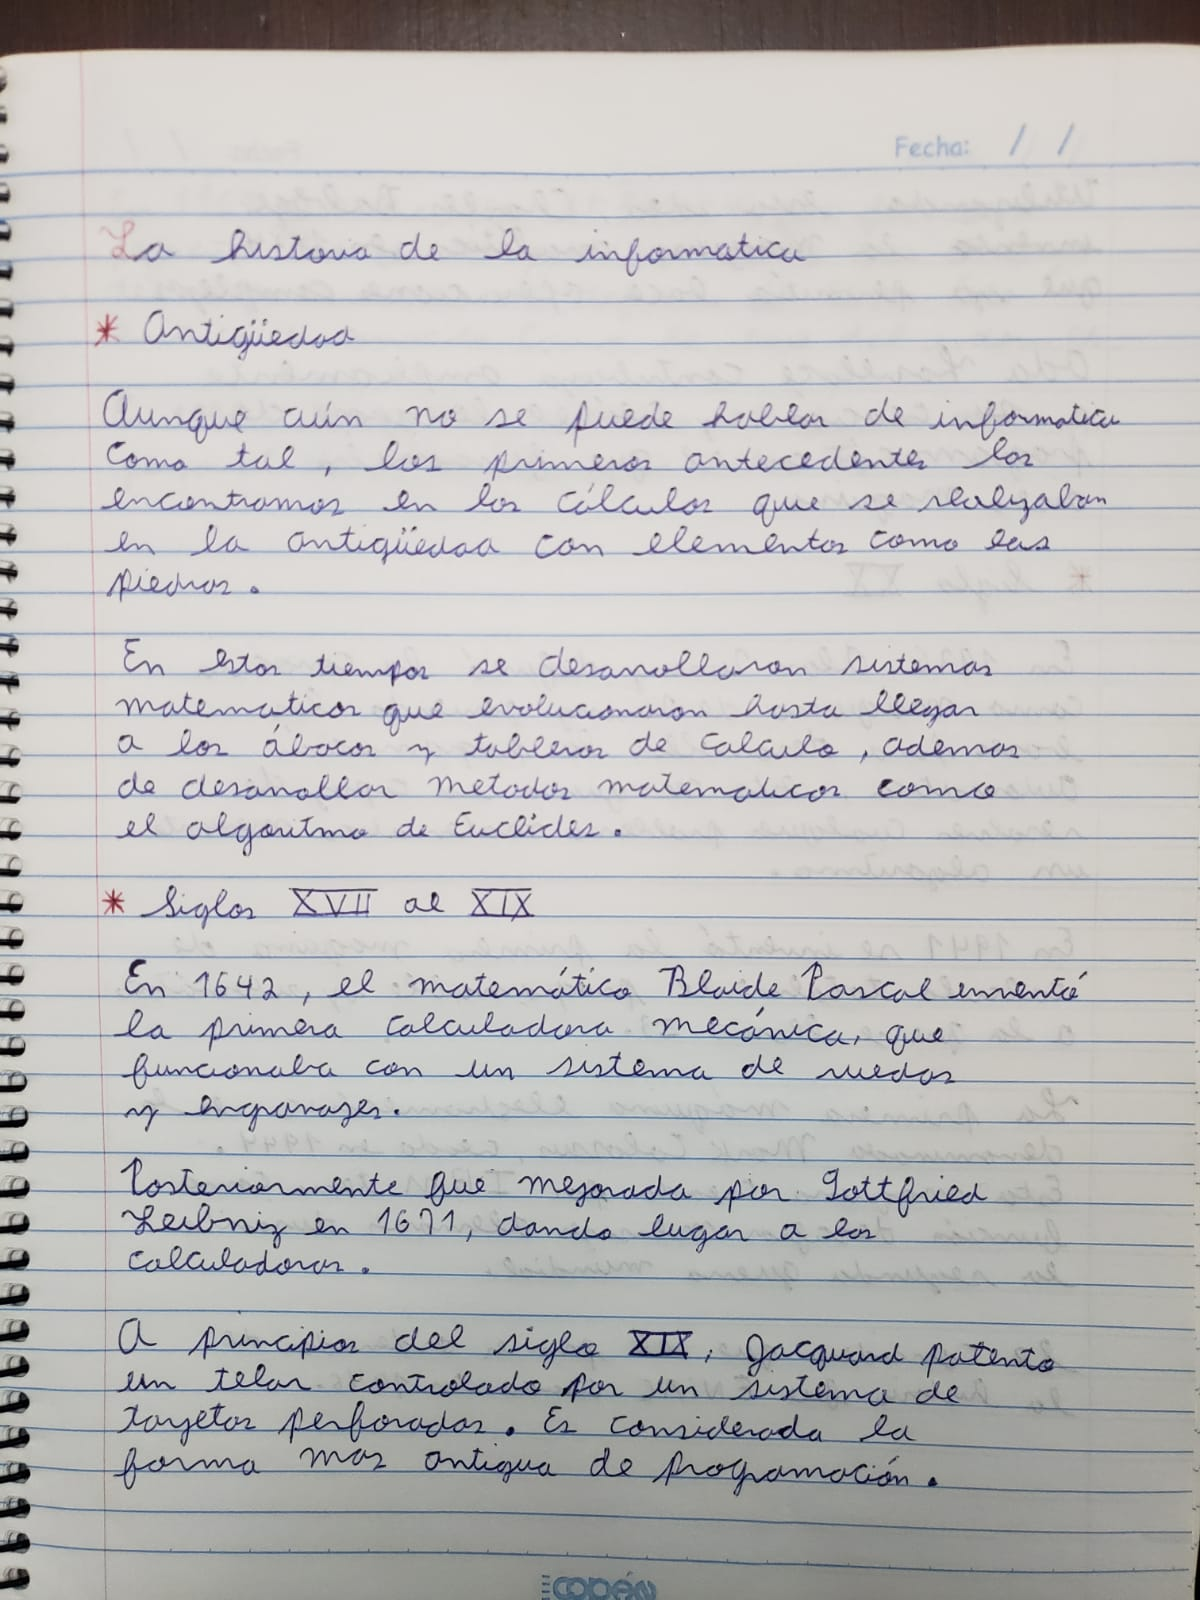 Fecha: / /
La historia de la informatica
* Antigüedad
Aunque aún no se puede hablar de informatica
como tal, los primeros antecedentes los
encontramos en los cálculos que se realizaban
en la antigüedad con elementos como las
piedras.
En estos tiempos se desarrollaron sistemas
matematicos que evolucionaron hasta llegar
a los ábacos y tableros de calculo, ademas
de desarrollar metodos matematicos como
el algoritmo de Euclides.
* Siglos XVII al XIX
En 1642, el matemático Blaide Pascal inventó
la primera calculadora mecánica, que
funcionaba con un sistema de ruedas
y engranajes.
Posteriormente fue mejorada por Gottfried
Leibniz en 1671, dando lugar a las
calculadoras.
A principios del siglo XIX, Jacquard patento
un telar controlado por un sistema de
tarjetas perforadas. Es considerada la
forma mas antigua de programación.
COPÁN